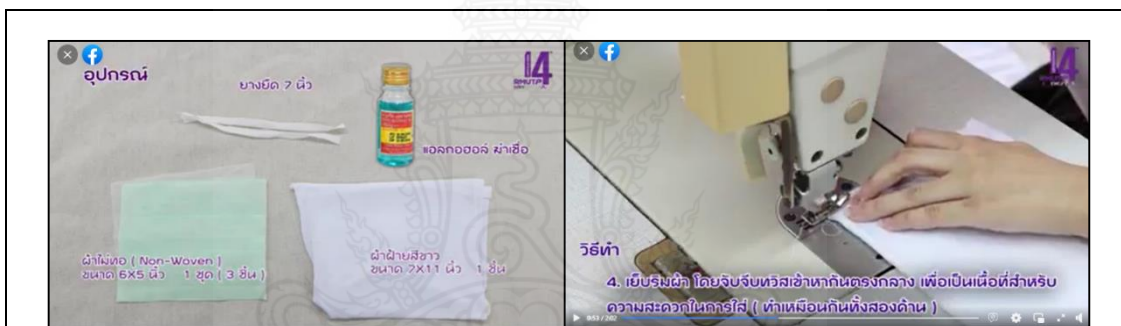 อุปกรณ์
ยางยืด 7 นิ้ว
แอลกอฮอล์ ฆ่าเชื้อ
ผ้าไม่ทอ ( Non-Woven )
ขนาด 6X5 นิ้ว 1 ชุด ( 3 ชิ้น )
ผ้าฝ้ายสีขาว
ขนาด 7X11 นิ้ว 1 ชิ้น
14
RMUTP
วิธีทำ
4. เย็บริมผ้า โดยจับจีบทวิสเข้าหากันตรงกลาง เพื่อเป็นเนื้อที่สำหรับ
ความสะดวกในการใส่ ( ทำเหมือนกันทั้งสองด้าน )
0:53 / 2:02
14